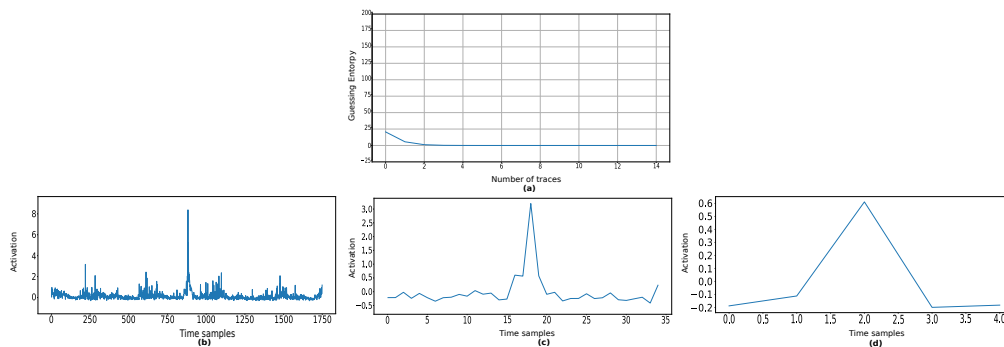 200
175
150
125
100
75
50
25
0
−25
Guessing Entorpy
0 2 4 6 8 10 12 14
Number of traces
(a)
8
6
4
2
0
Activation
0 250 500 750 1000 1250 1500 1750
Time samples
(b)
3,0
2,5
2,0
1,5
1,0
0,5
0.0
−0.5
Activation
0 5 10 15 20 25 30 35
Time samples
(c)
0.6
0.5
0.4
0.3
0.2
0.1
0.0
−0.1
−0.2
Activation
0.0 0.5 1.0 1.5 2.0 2.5 3.0 3.5 4.0
Time samples
(d)